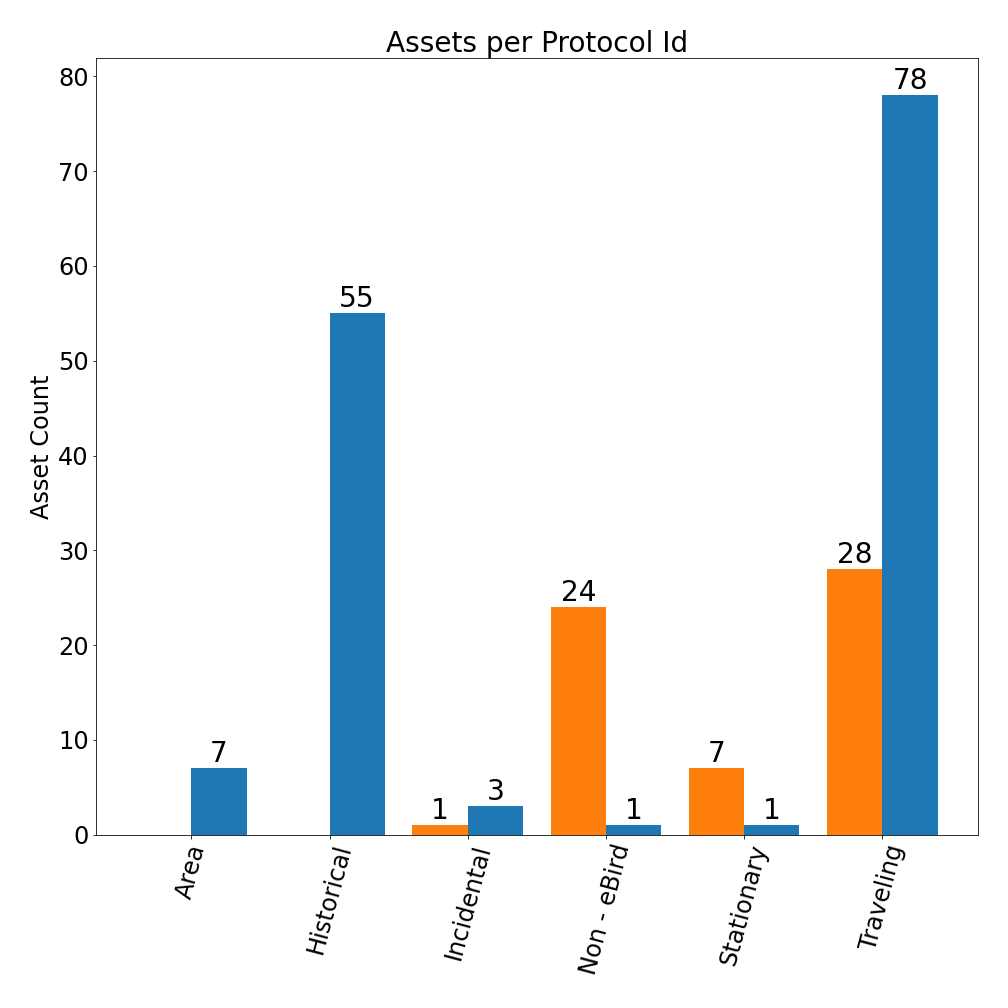 Assets per Protocol Id
80
70
60
50
40
30
20
10
0
Asset Count
7
55
1
3
24
1
7
1
28
78
Area
Historical
Incidental
Non - eBird
Stationary
Traveling